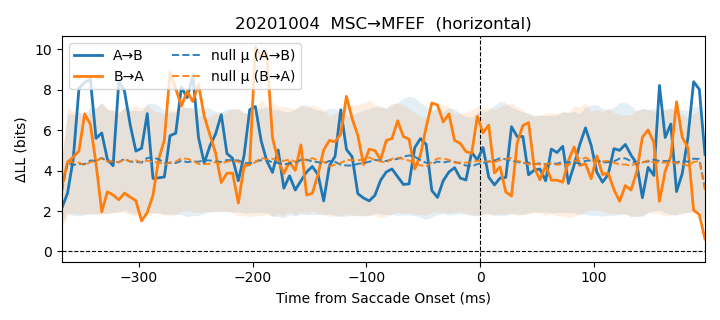 20201004 MSC→MFEF (horizontal)
A→B
B→A
null μ (A→B)
null μ (B→A)
ΔLL (bits)
10
8
6
4
2
0
−300
−200
−100
0
100
Time from Saccade Onset (ms)